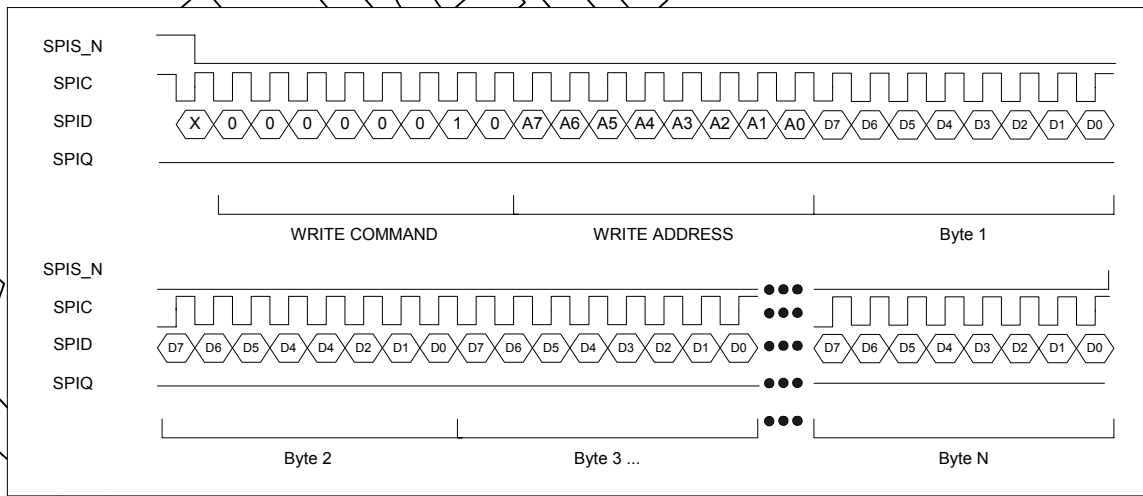 SPIS_N
SPIC
SPID X 0 0 0 0 0 0 1 0 A7 A6 A5 A4 A3 A2 A1 A0 D7 D6 D5 D4 D3 D2 D1 D0
SPIQ
WRITE COMMAND WRITE ADDRESS Byte 1
SPIS_N
SPIC
SPID D7 D6 D5 D4 D4 D2 D1 D0 D7 D6 D5 D4 D3 D2 D1 D0 D7 D6 D5 D4 D3 D2 D1 D0
SPIQ
Byte 2 Byte 3 ... Byte N